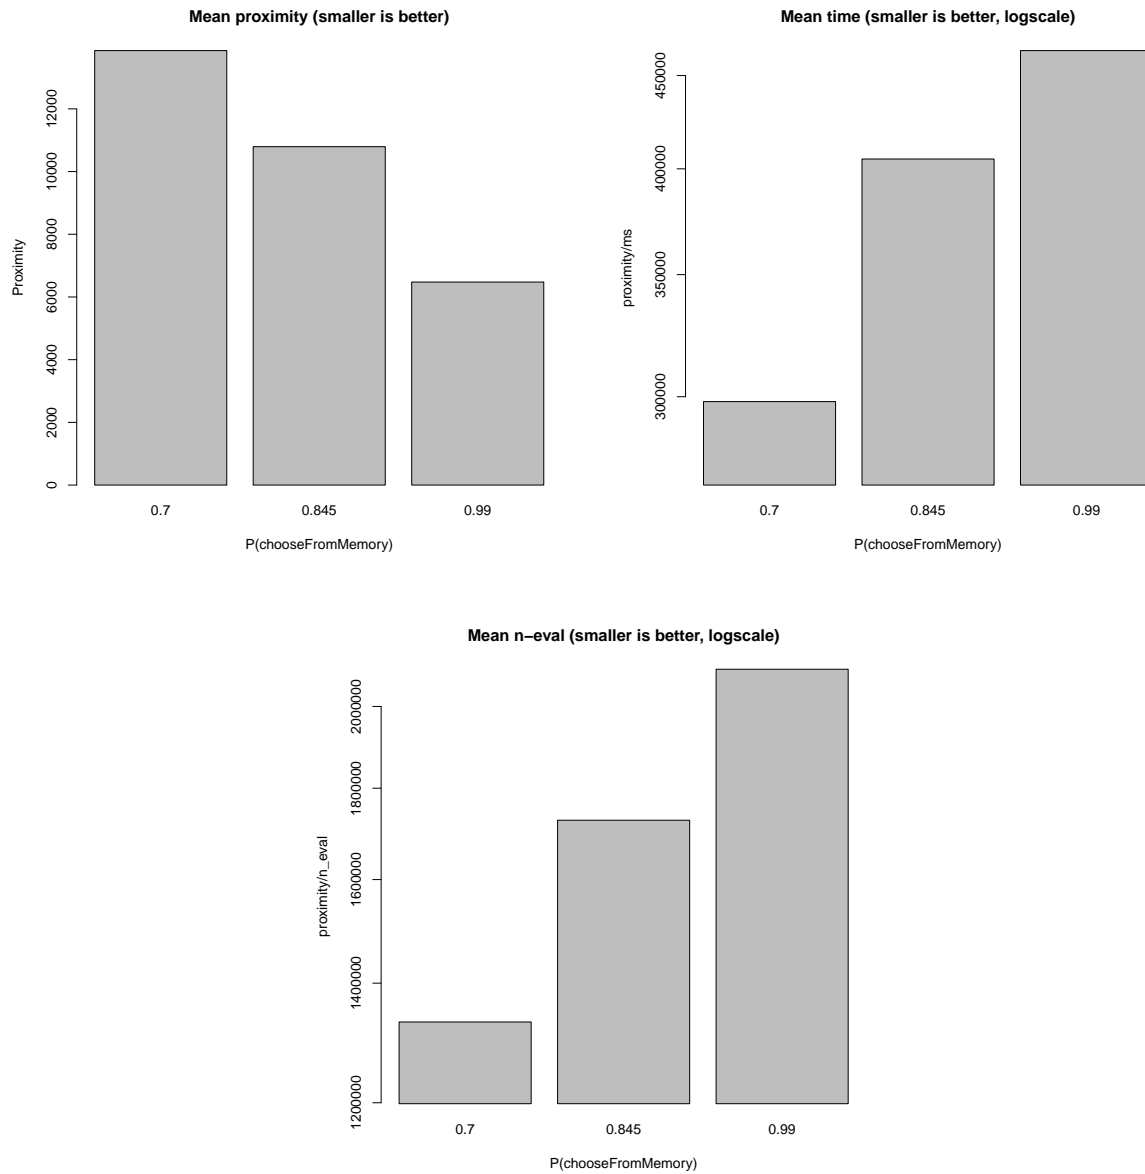 Mean proximity (smaller is better)
Proximity
12000
10000
8000
6000
4000
2000
0
0.7 0.845 0.99
P(chooseFromMemory)
Mean time (smaller is better, logscale)
proximity/ms
450000
400000
350000
300000
0.7 0.845 0.99
P(chooseFromMemory)
Mean n−eval (smaller is better, logscale)
proximity/n_eval
2000000
1800000
1600000
1400000
1200000
0.7 0.845 0.99
P(chooseFromMemory)